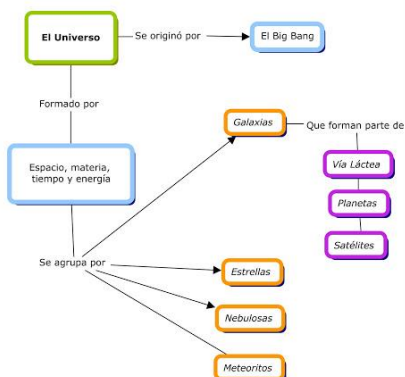 El Universo
Se originó por
El Big Bang
Formado por
Galaxias
Que forman parte de
Espacio, materia,
tiempo y energía
Vía Láctea
Planetas
Satélites
Se agrupa por
Estrellas
Nebulosas
Meteoritos